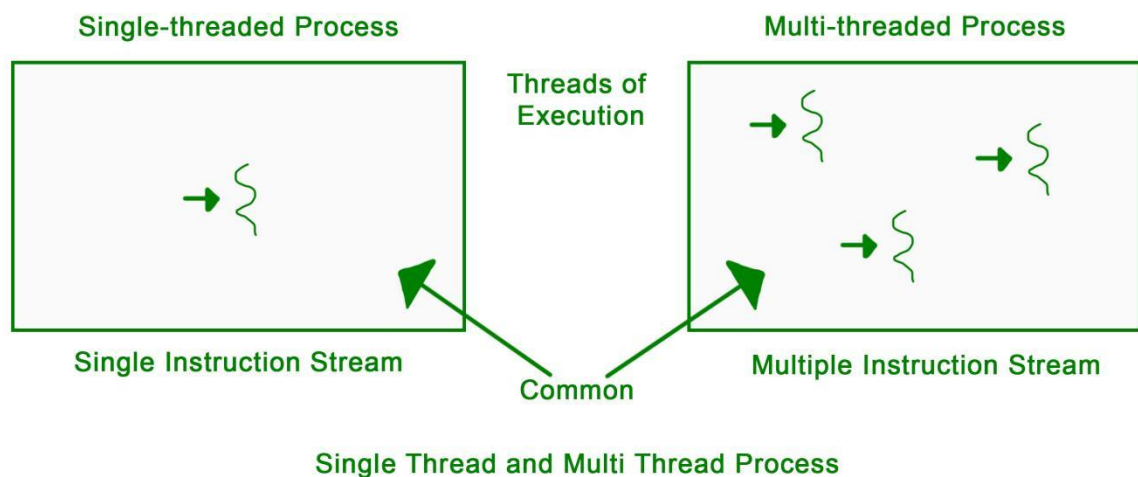 Single-threaded Process
Multi-threaded Process
Threads of
Execution
Single Instruction Stream
Multiple Instruction Stream
Common
Single Thread and Multi Thread Process